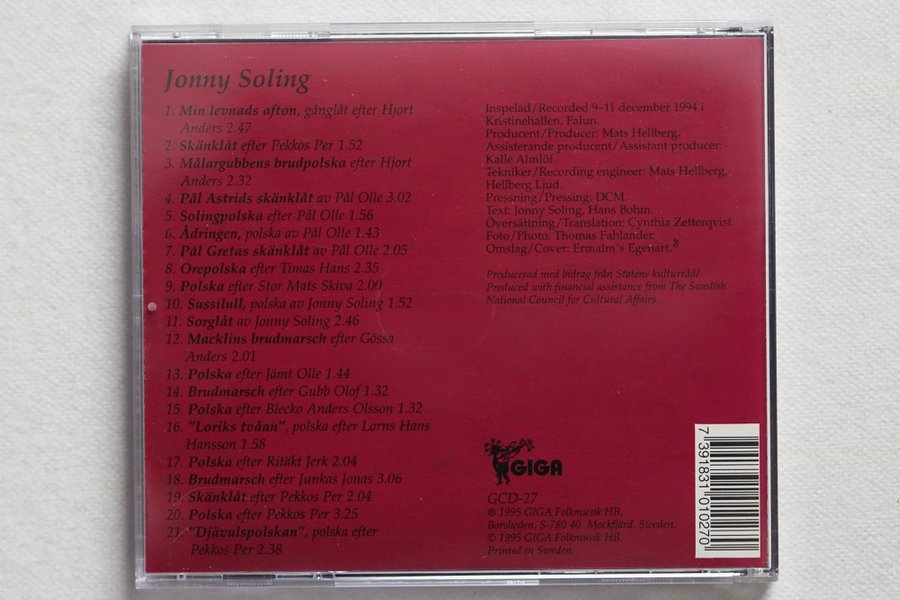 Jonny Soling
1. Min levnads afton, gånglåt efter Hjort
Anders 2.47
2. Skänklåt efter Pekkos Per 1.52
3. Målargubbens brudpolska efter Hjort
Anders 2.32
4. Pål Astrids skänklåt av Pål Olle 3.02
5. Solingpolska efter Pål Olle 1.56
6. Ådringen, polska av Pål Olle 1.43
7. Pål Gretas skänklåt av Pål Olle 2.05
8. Orepolska efter Timas Hans 2.35
9. Polska efter Stor Mats Skiva 2.00
10. Sussilull, polska av Jonny Soling 1.52
11. Sorglåt av Jonny Soling 2.46
12. Macklins brudmarsch efter Gössa
Anders 2.01
13. Polska efter Jämt Olle 1.44
14. Brudmarsch efter Gubb Olof 1.32
15. Polska efter Blecko Anders Olsson 1.32
16. "Loriks tvåan", polska efter Lorns Hans
Hansson 1.58
17. Polska efter Ritäkt Jerk 2.04
18. Brudmarsch efter Junkas Jonas 3.06
19. Skänklåt efter Pekkos Per 2.04
20. Polska efter Pekkos Per 3.25
21. "Djävulspolskan", polska efter
Pekkos Per 2.38
Inspelad/Recorded 9–11 december 1994 i
Kristinehallen, Falun.
Producent/Producer: Mats Hellberg.
Assisterande producent/Assistant producer:
Kalle Almlöf.
Tekniker/Recording engineer: Mats Hellberg,
Hellberg Ljud.
Pressning/Pressing: DCM.
Text: Jonny Soling, Hans Bohm.
Översättning/Translation: Cynthia Zetterqvist.
Foto/Photo: Thomas Fahlander.
Omslag/Cover: Ermalm´s Egenart.
Producerad med bidrag från Statens kulturråd/
Produced with financial assistance from The Swedish
National Council for Cultural Affairs.
GIGA
GCD-27
℗ 1995 GIGA Folkmusik HB,
Borsheden, S-780 40 Mockfjärd, Sweden.
© 1995 GIGA Folkmusik HB.
Printed in Sweden.
7 391831 010270